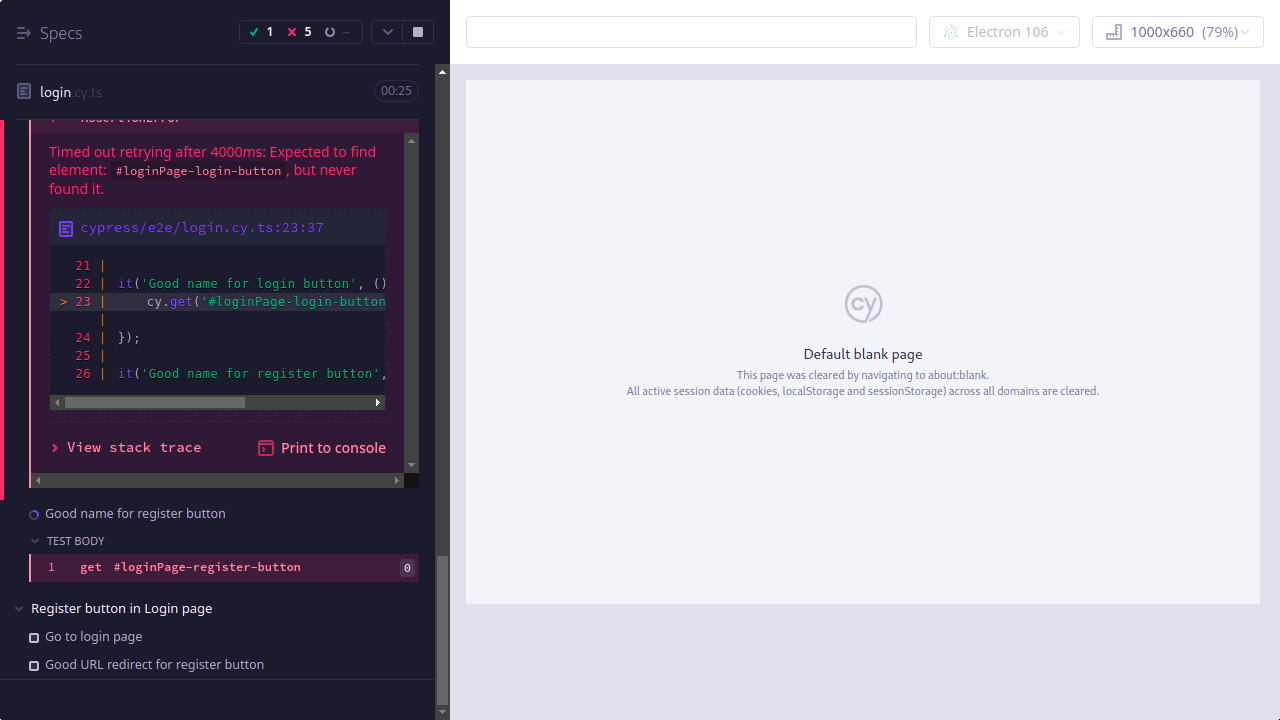 Specs
1
5
--
Electron 106
1000x660 (79%)
login.cy.ts
00:25
AssertionError
Timed out retrying after 4000ms: Expected to find
element: #loginPage-login-button, but never
found it.
cypress/e2e/login.cy.ts:23:37
21 |
22 | it('Good name for login button', ()
> 23 | cy.get('#loginPage-login-button
|
24 | });
25 |
26 | it('Good name for register button',
View stack trace
Print to console
Good name for register button
TEST BODY
1 get #loginPage-register-button 0
Register button in Login page
Go to login page
Good URL redirect for register button
cy
Default blank page
This page was cleared by navigating to about:blank.
All active session data (cookies, localStorage and sessionStorage) across all domains are cleared.